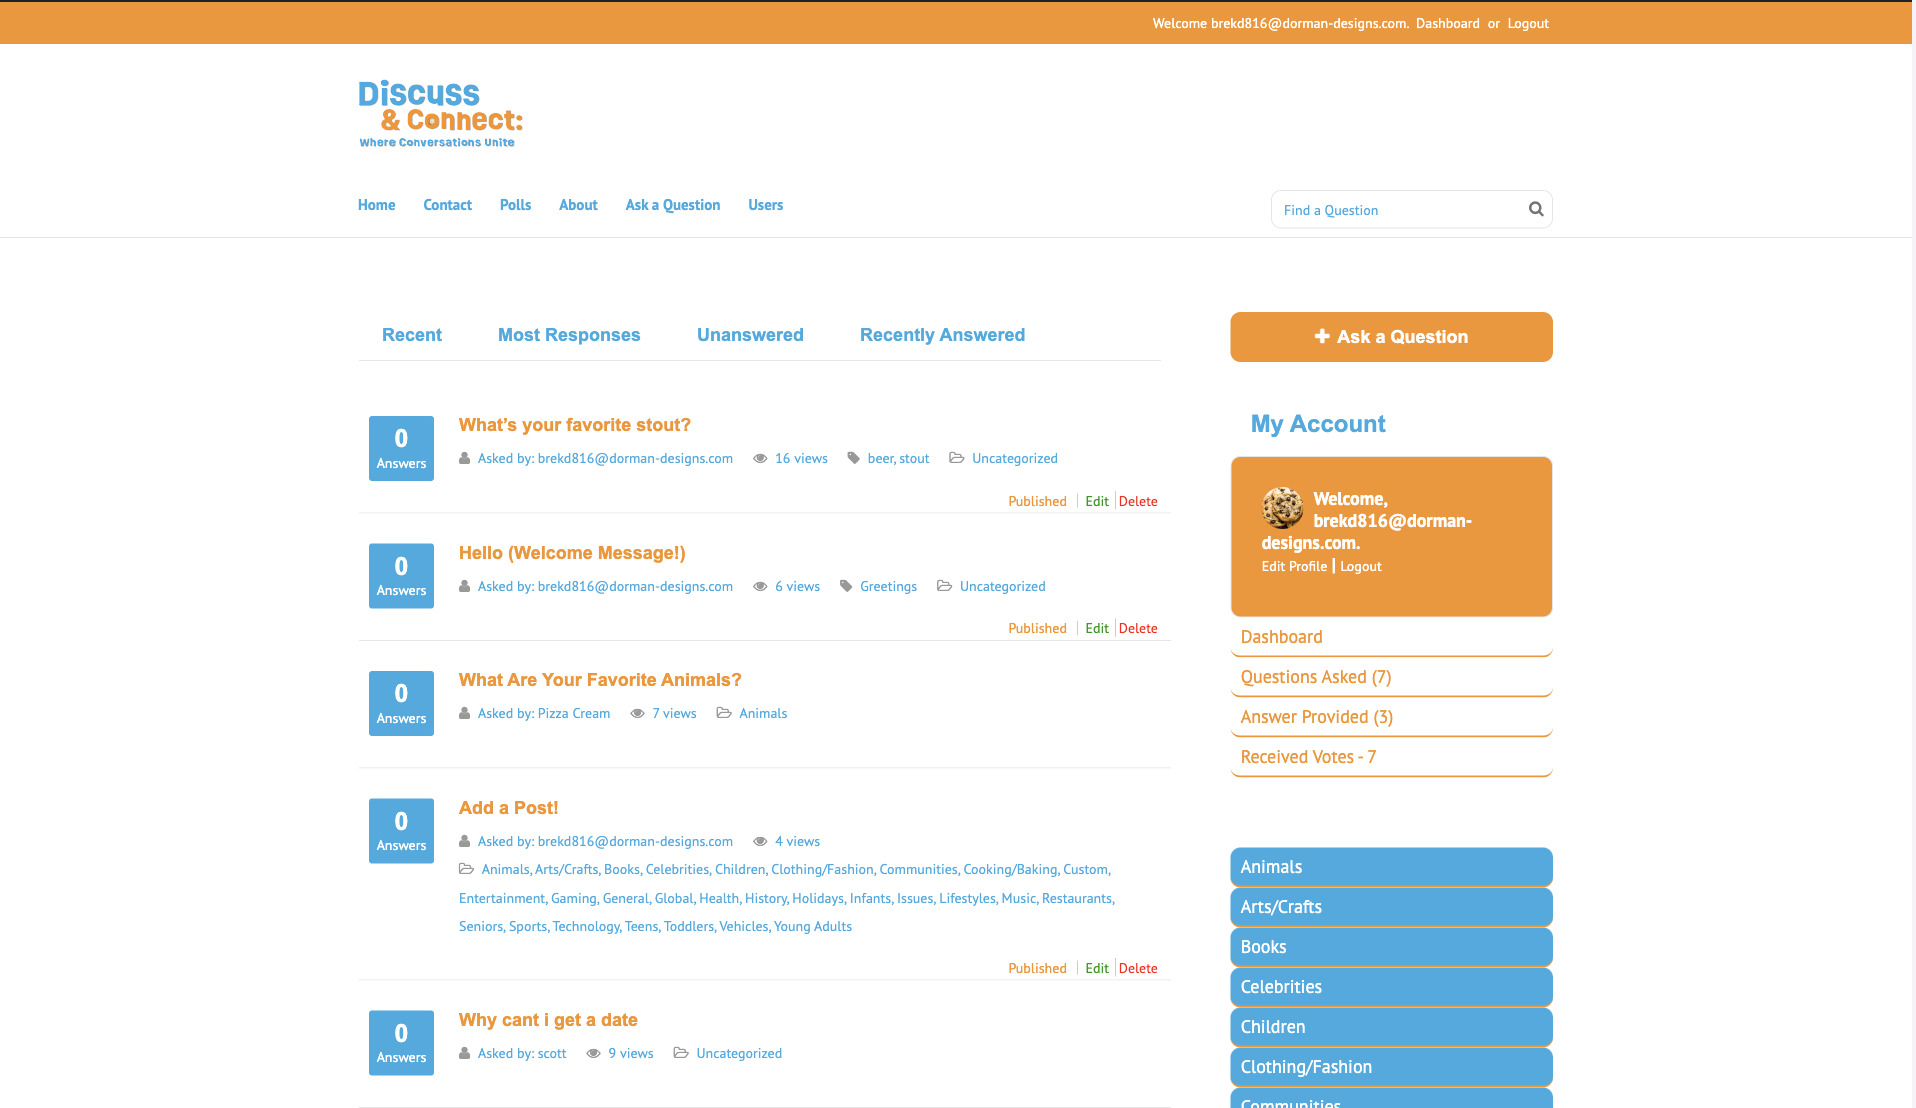 Welcome brekd816@dorman-designs.com. Dashboard or Logout
Discuss
& Connect:
Where Conversations Unite
Home Contact Polls About Ask a Question Users
Find a Question
Recent Most Responses Unanswered Recently Answered
0
Answers
What's your favorite stout?
Asked by: brekd816@dorman-designs.com 16 views beer, stout Uncategorized
Published Edit Delete
0
Answers
Hello (Welcome Message!)
Asked by: brekd816@dorman-designs.com 6 views Greetings Uncategorized
Published Edit Delete
0
Answers
What Are Your Favorite Animals?
Asked by: Pizza Cream 7 views Animals
0
Answers
Add a Post!
Asked by: brekd816@dorman-designs.com 4 views
Animals, Arts/Crafts, Books, Celebrities, Children, Clothing/Fashion, Communities, Cooking/Baking, Custom,
Entertainment, Gaming, General, Global, Health, History, Holidays, Infants, Issues, Lifestyles, Music, Restaurants,
Seniors, Sports, Technology, Teens, Toddlers, Vehicles, Young Adults
Published Edit Delete
0
Answers
Why cant i get a date
Asked by: scott 9 views Uncategorized
Ask a Question
My Account
Welcome,
brekd816@dorman-
designs.com.
Edit Profile | Logout
Dashboard
Questions Asked (7)
Answer Provided (3)
Received Votes - 7
Animals
Arts/Crafts
Books
Celebrities
Children
Clothing/Fashion
Communities